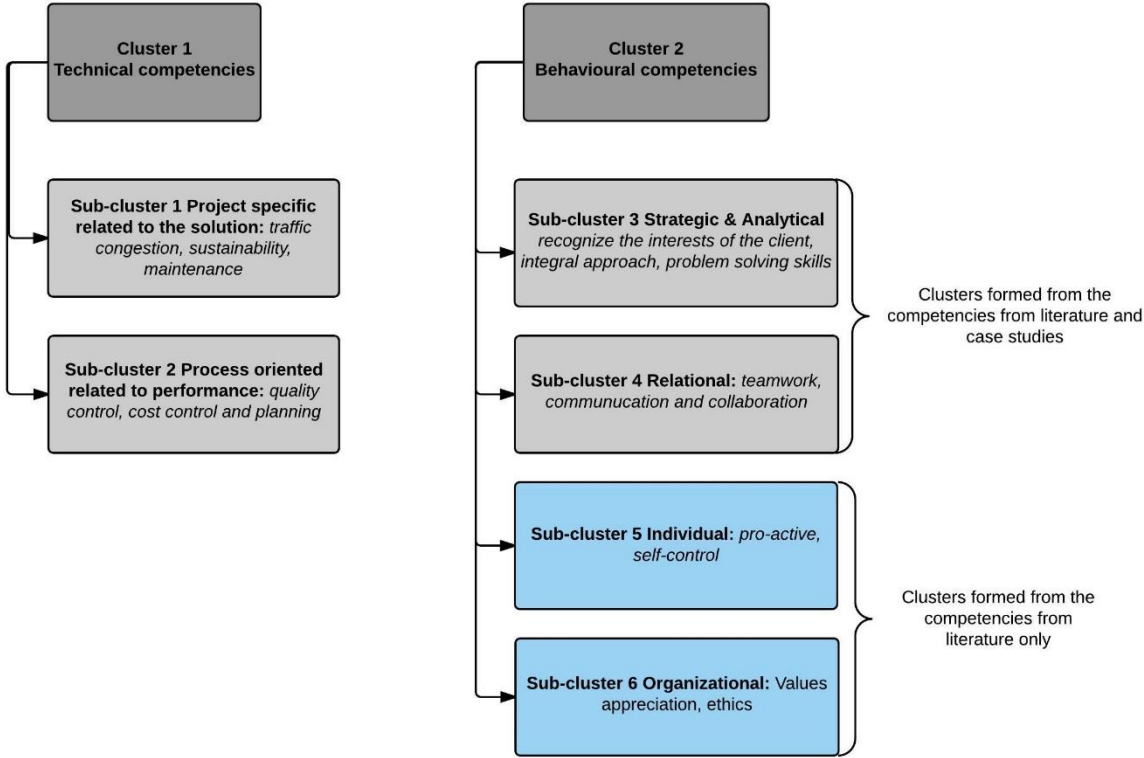 Cluster 1
Technical competencies
Sub-cluster 1 Project specific
related to the solution: traffic
congestion, sustainability,
maintenance
Sub-cluster 2 Process oriented
related to performance: quality
control, cost control and planning
Cluster 2
Behavioural competencies
Sub-cluster 3 Strategic & Analytical
recognize the interests of the client,
integral approach, problem solving skills
Sub-cluster 4 Relational: teamwork,
communucation and collaboration
Clusters formed from the
competencies from literature and
case studies
Sub-cluster 5 Individual: pro-active,
self-control
Sub-cluster 6 Organizational: Values
appreciation, ethics
Clusters formed from the
competencies from
literature only